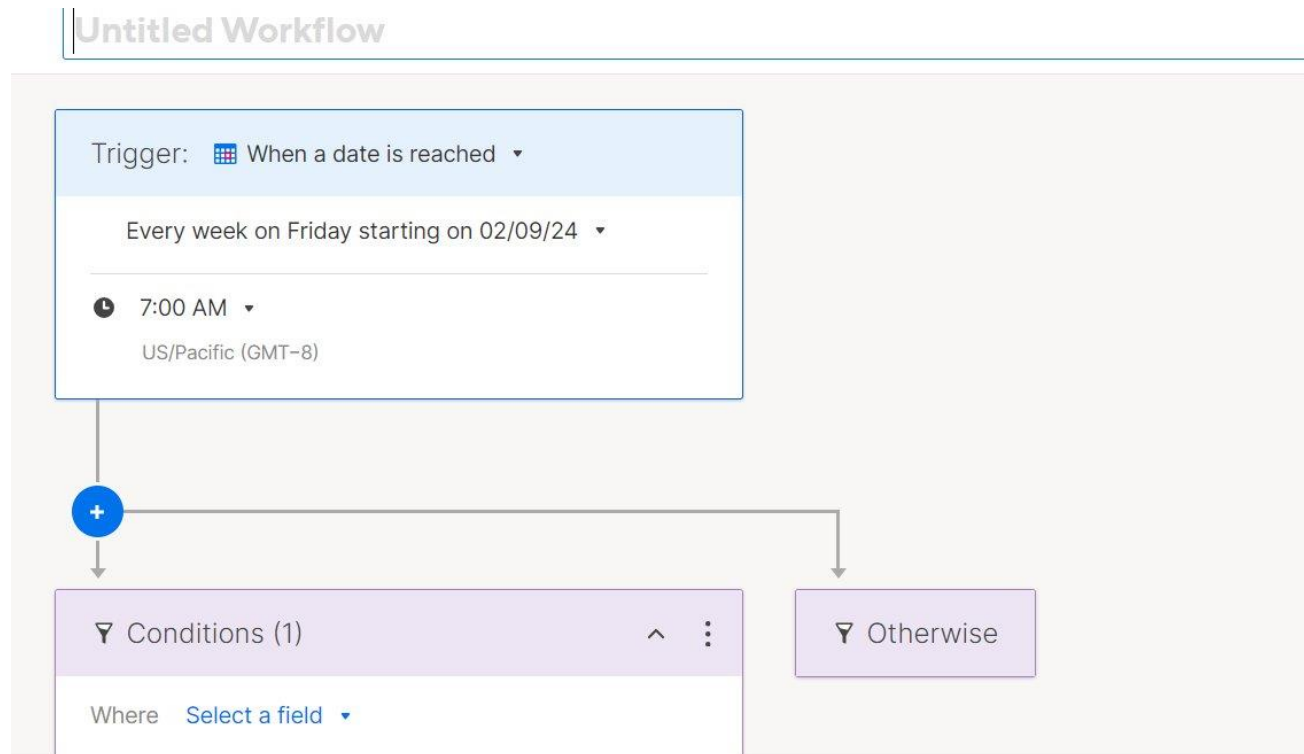 Untitled Workflow
Trigger: When a date is reached
Every week on Friday starting on 02/09/24
7:00 AM
US/Pacific (GMT-8)
Conditions (1)
Otherwise
Where Select a field